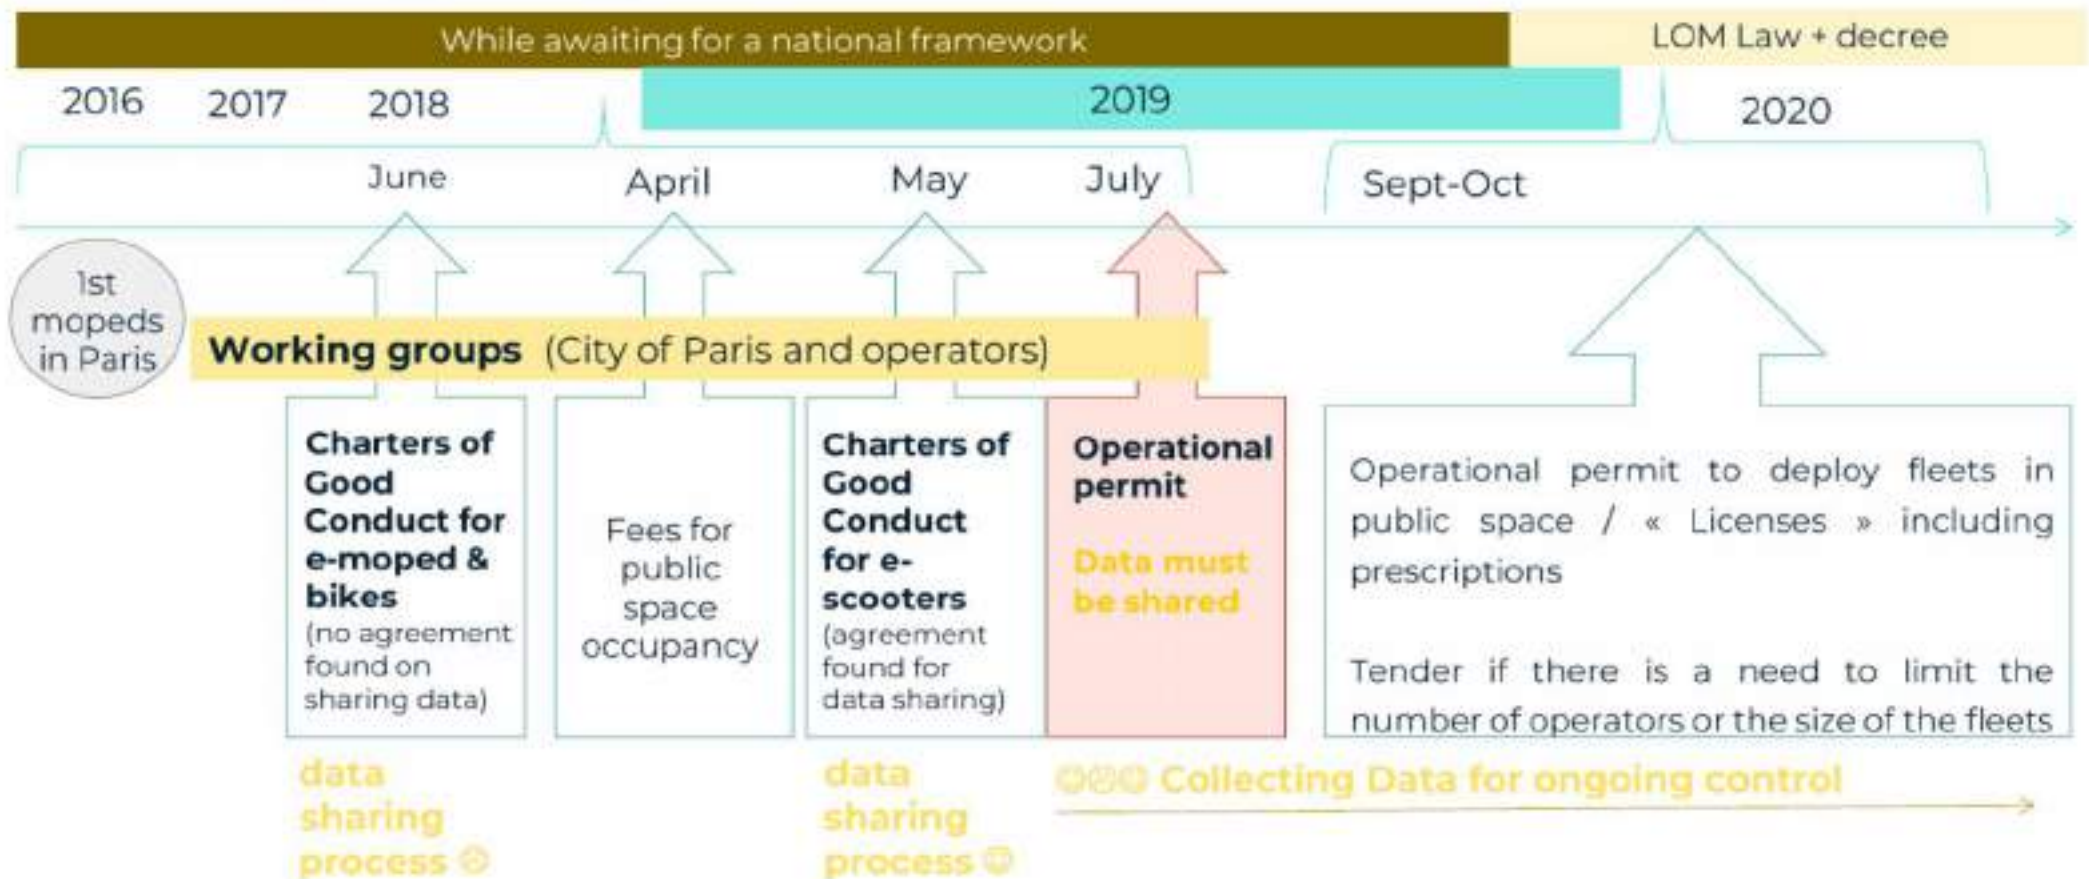 While awaiting for a national framework
LOM Law + decree
2016
2017
2018
2019
2020
June
April
May
July
Sept-Oct
1st
mopeds
in Paris
Working groups (City of Paris and operators)
Charters of
Good
Conduct for
e-moped &
bikes
(no agreement
found on
sharing data)
Fees for
public
space
occupancy
Charters of
Good
Conduct
for e-
scooters
(agreement
found for
data sharing)
Operational
permit
Data must
be shared
Operational permit to deploy fleets in
public space / « Licenses » including
prescriptions
Tender if there is a need to limit the
number of operators or the size of the fleets
data
sharing
process
data
sharing
process
Collecting Data for ongoing control